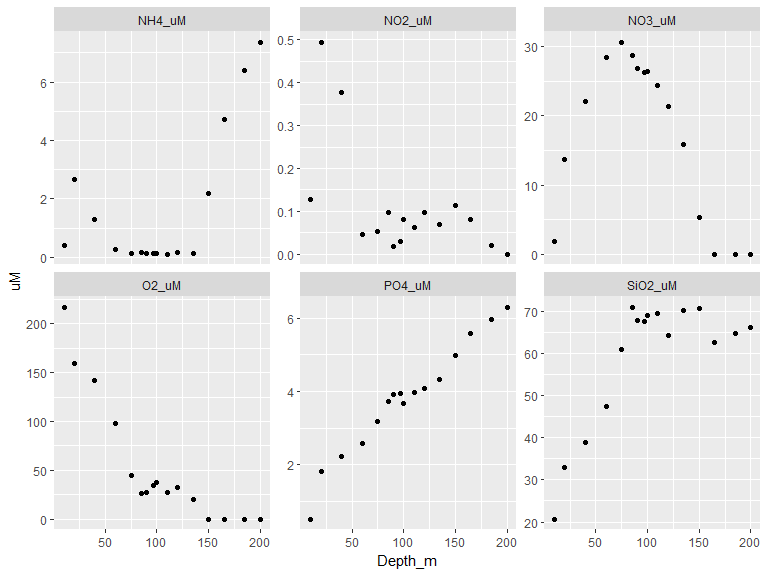 NH4_uM NO2_uM NO3_uM
6 0.5 30
4 0.4 20
2 0.3 10
0 0.2 0
0.1
0.0
uM
O2_uM PO4_uM SiO2_uM
200 6 70
150 4 60
100 2 50
50 40
0 30
20
50 100 150 200 50 100 150 200 50 100 150 200
Depth_m